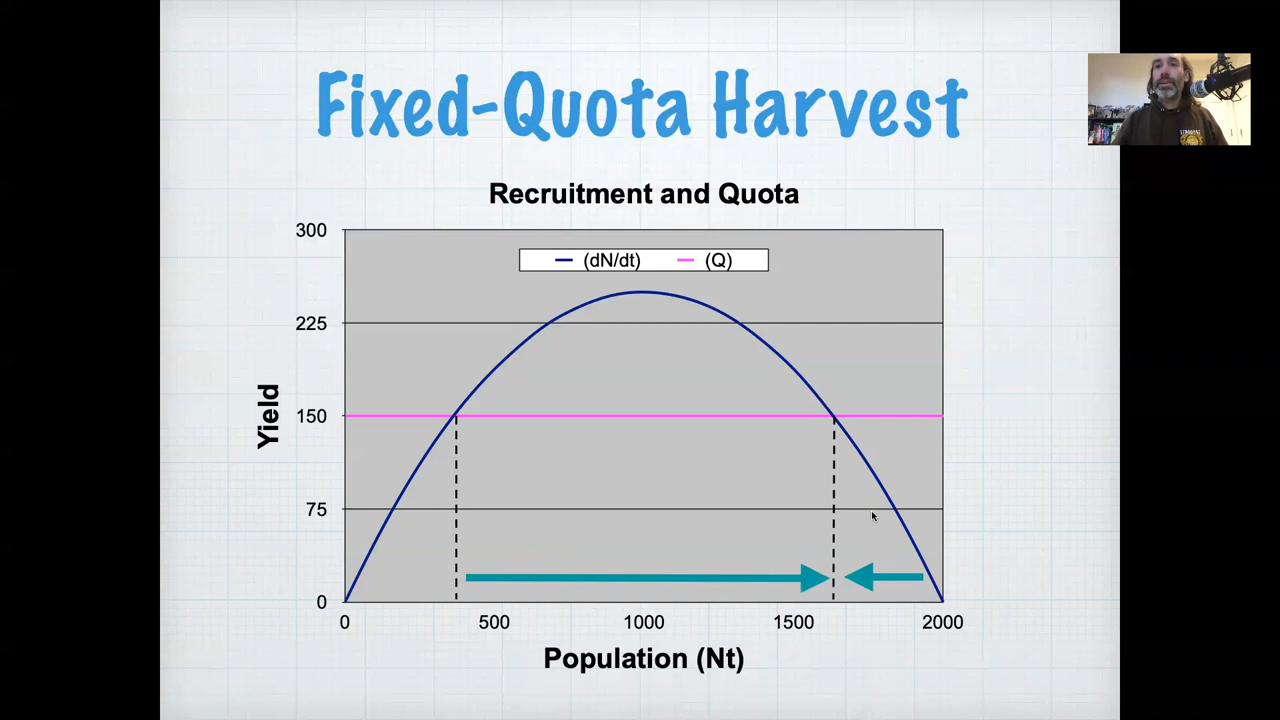 Fixed-Quota Harvest
Recruitment and Quota
300
(dN/dt) (Q)
225
150
75
0
Yield
0 500 1000 1500 2000
Population (Nt)